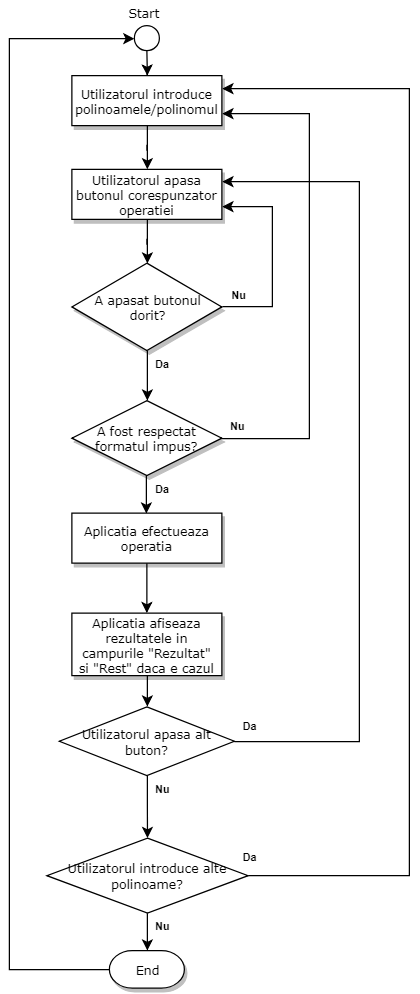 Start
Utilizatorul introduce
polinoamele/polinomul
Utilizatorul apasa
butonul corespunzator
operatiei
A apasat butonul
dorit?
Nu
Da
A fost respectat
formatul impus?
Nu
Da
Aplicatia efectueaza
operatia
Aplicatia afiseaza
rezultatele in
campurile "Rezultat"
si "Rest" daca e cazul
Utilizatorul apasa alt
buton?
Da
Nu
Utilizatorul introduce alte
polinoame?
Da
Nu
End